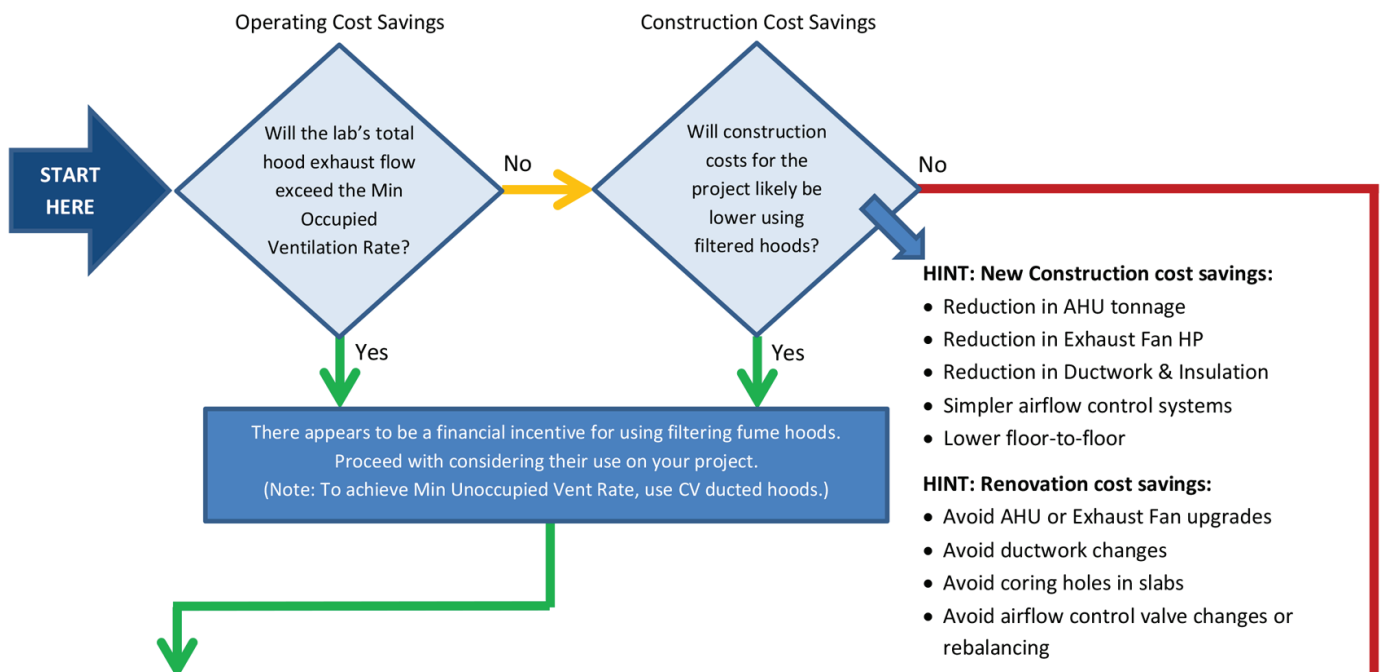 Operating Cost Savings
Construction Cost Savings
START
HERE
Will the lab’s total
hood exhaust flow
exceed the Min
Occupied
Ventilation Rate?
No
Will construction
costs for the
project likely be
lower using
filtered hoods?
No
Yes
Yes
There appears to be a financial incentive for using filtering fume hoods.
Proceed with considering their use on your project.
(Note: To achieve Min Unoccupied Vent Rate, use CV ducted hoods.)
HINT: New Construction cost savings:
• Reduction in AHU tonnage
• Reduction in Exhaust Fan HP
• Reduction in Ductwork & Insulation
• Simpler airflow control systems
• Lower floor-to-floor
HINT: Renovation cost savings:
• Avoid AHU or Exhaust Fan upgrades
• Avoid ductwork changes
• Avoid coring holes in slabs
• Avoid airflow control valve changes or
rebalancing